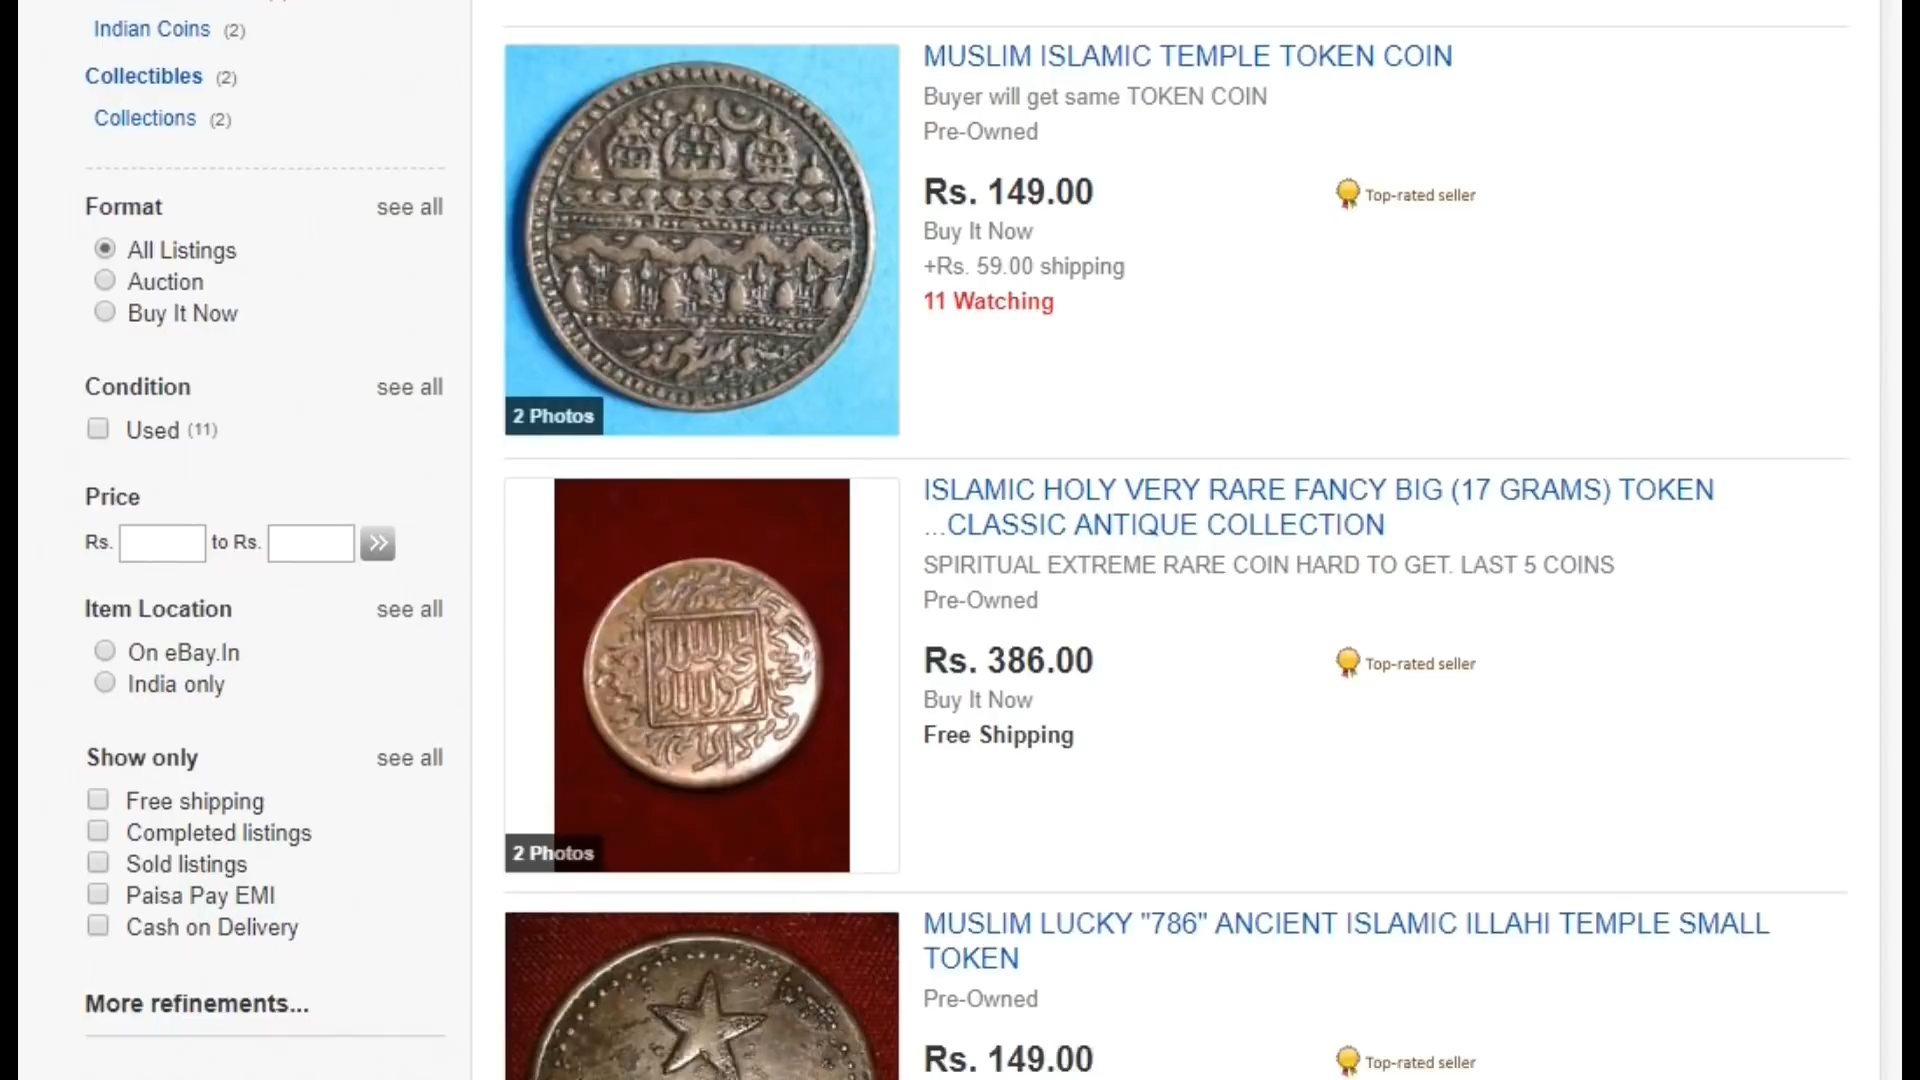 Indian Coins (2)
Collectibles (2)
Collections (2)
Format see all
All Listings
Auction
Buy It Now
Condition see all
Used (11)
Price
Rs. to Rs.
Item Location see all
On eBay.In
India only
Show only see all
Free shipping
Completed listings
Sold listings
Paisa Pay EMI
Cash on Delivery
More refinements...
2 Photos
MUSLIM ISLAMIC TEMPLE TOKEN COIN
Buyer will get same TOKEN COIN
Pre-Owned
Rs. 149.00 Top-rated seller
Buy It Now
+Rs. 59.00 shipping
11 Watching
2 Photos
ISLAMIC HOLY VERY RARE FANCY BIG (17 GRAMS) TOKEN
...CLASSIC ANTIQUE COLLECTION
SPIRITUAL EXTREME RARE COIN HARD TO GET. LAST 5 COINS
Pre-Owned
Rs. 386.00 Top-rated seller
Buy It Now
Free Shipping
MUSLIM LUCKY "786" ANCIENT ISLAMIC ILLAHI TEMPLE SMALL
TOKEN
Pre-Owned
Rs. 149.00 Top-rated seller